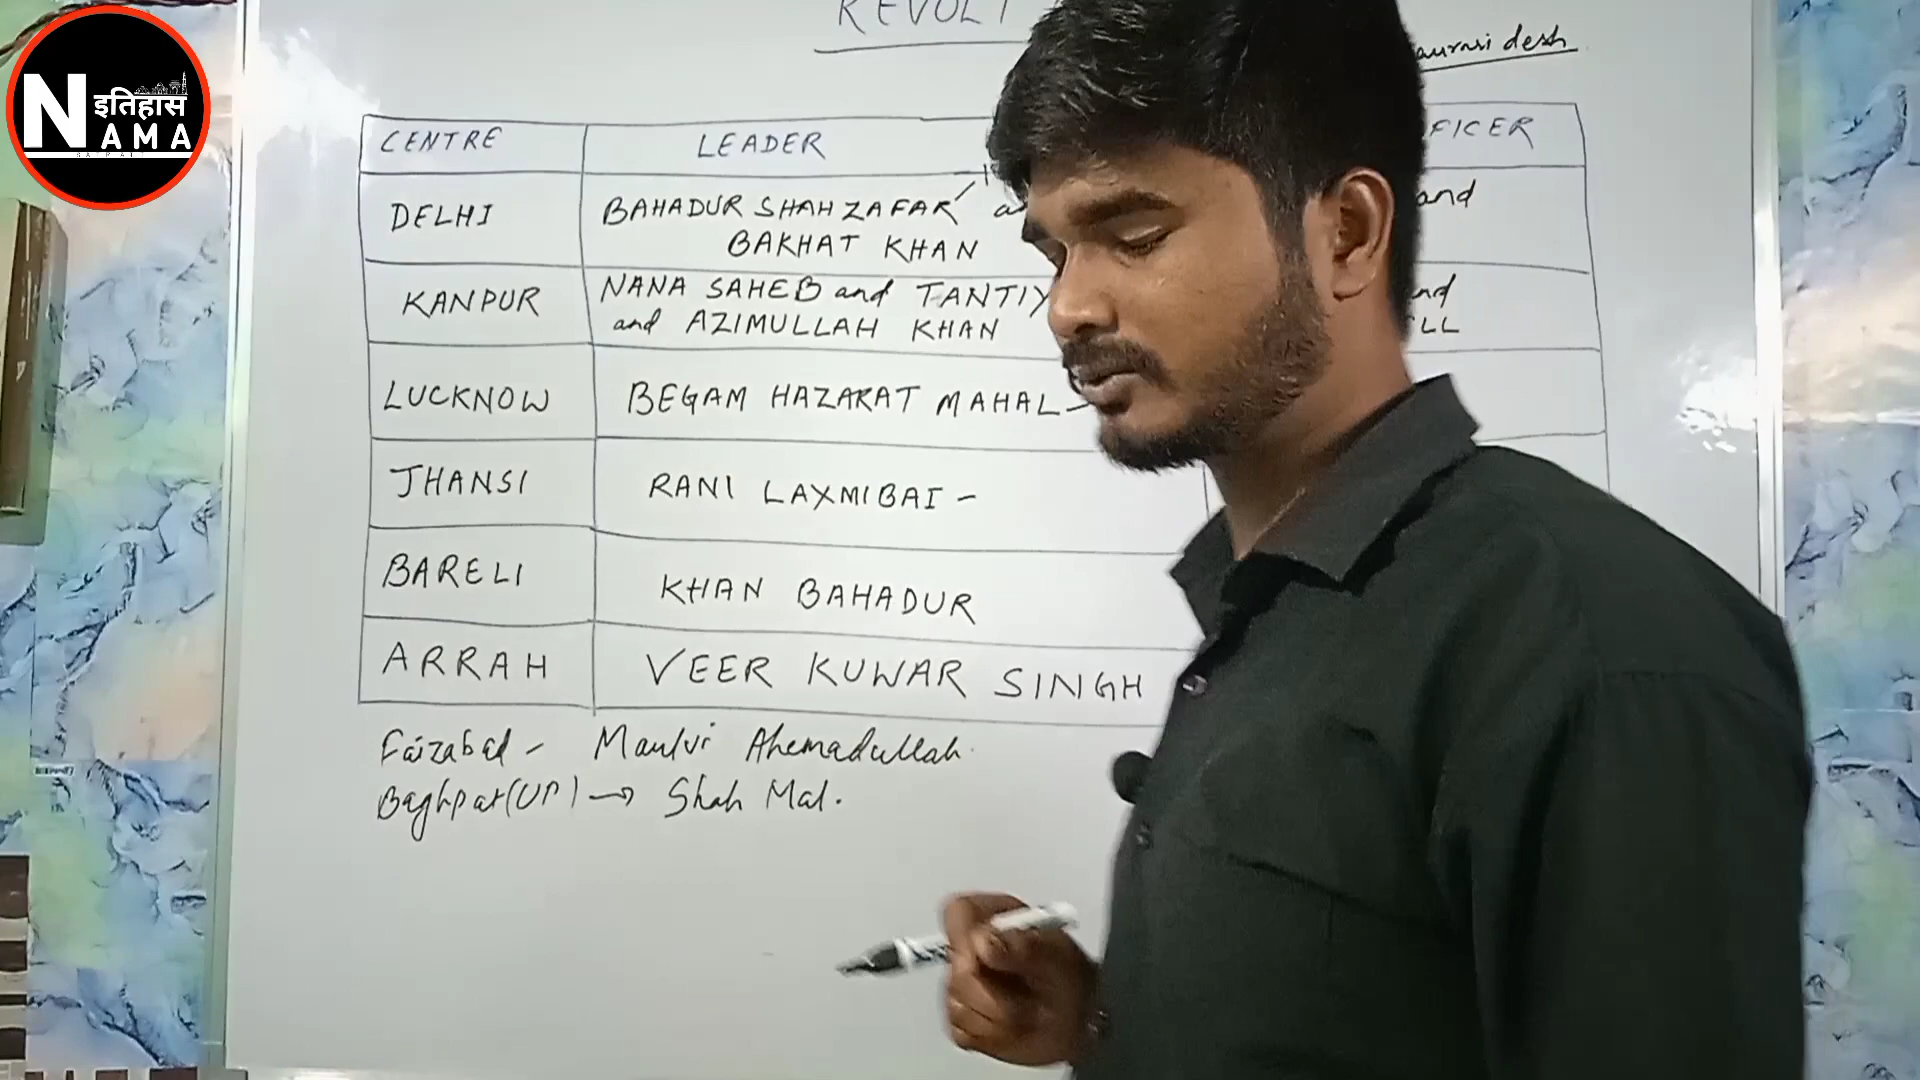 N इतिहास
AMA
REVOLT
desh
CENTRE LEADER
DELHI BAHADUR SHAH ZAFAR and
BAKHAT KHAN
KANPUR NANA SAHEB and
and AZIMULLAH KHAN
LUCKNOW BEGAM HAZARAT MAHAL -
JHANSI RANI LAXMIBAI -
BARELI KHAN BAHADUR
ARRAH VEER KUWAR SINGH
Faizabad - Maulvi Ahemadullah.
Baghpat (UP) → Shah Mal.